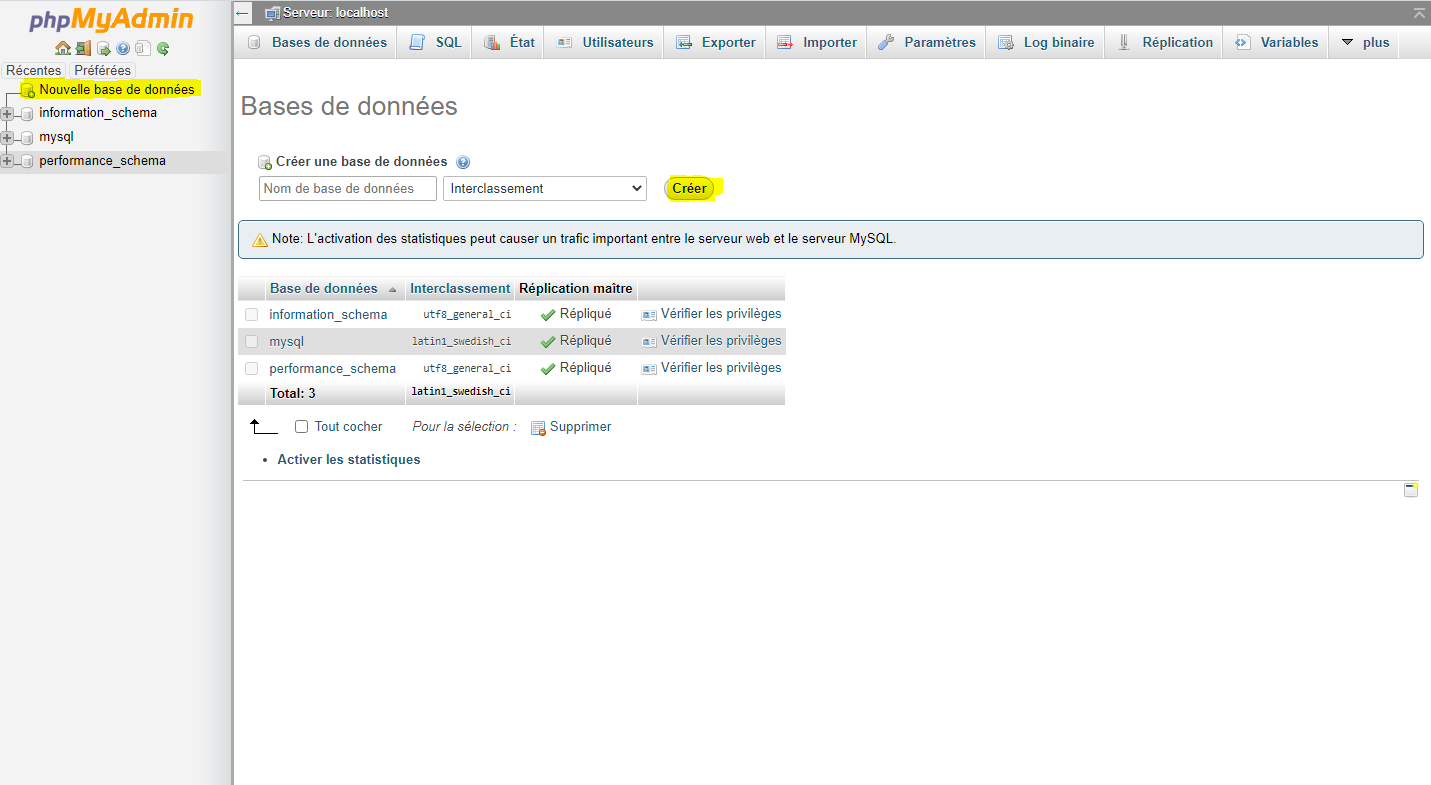 phpMyAdmin
Récentes Préférées
Nouvelle base de données
information_schema
mysql
performance_schema
Serveur: localhost
Bases de données SQL État Utilisateurs Exporter Importer Paramètres Log binaire Réplication Variables plus
Bases de données
Créer une base de données
Nom de base de données Interclassement Créer
Note: L'activation des statistiques peut causer un trafic important entre le serveur web et le serveur MySQL.
Base de données Interclassement Réplication maître
information_schema utf8_general_ci Répliqué Vérifier les privilèges
mysql latin1_swedish_ci Répliqué Vérifier les privilèges
performance_schema utf8_general_ci Répliqué Vérifier les privilèges
Total: 3 latin1_swedish_ci
Tout cocher Pour la sélection : Supprimer
• Activer les statistiques